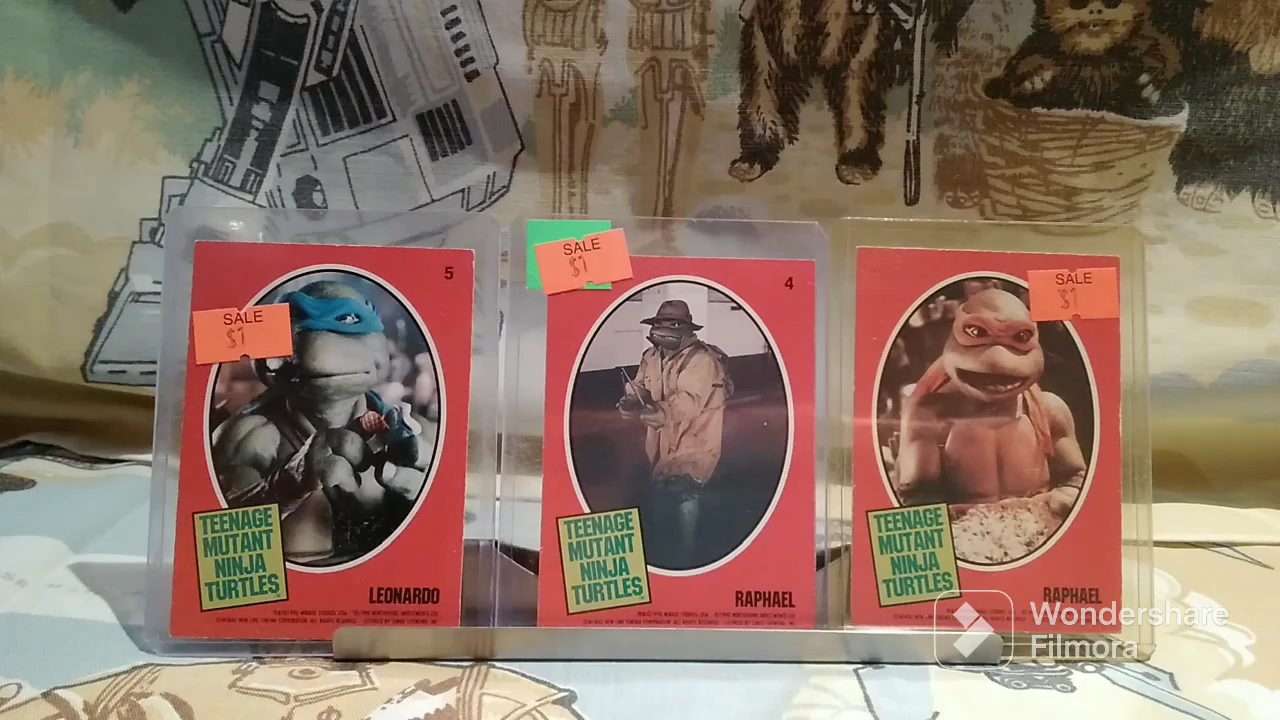 5
SALE
$1
TEENAGE
MUTANT
NINJA
TURTLES
LEONARDO
SALE
$1
4
TEENAGE
MUTANT
NINJA
TURTLES
RAPHAEL
SALE
$1
TEENAGE
MUTANT
NINJA
TURTLES
RAPHAEL
Wondershare
Filmora